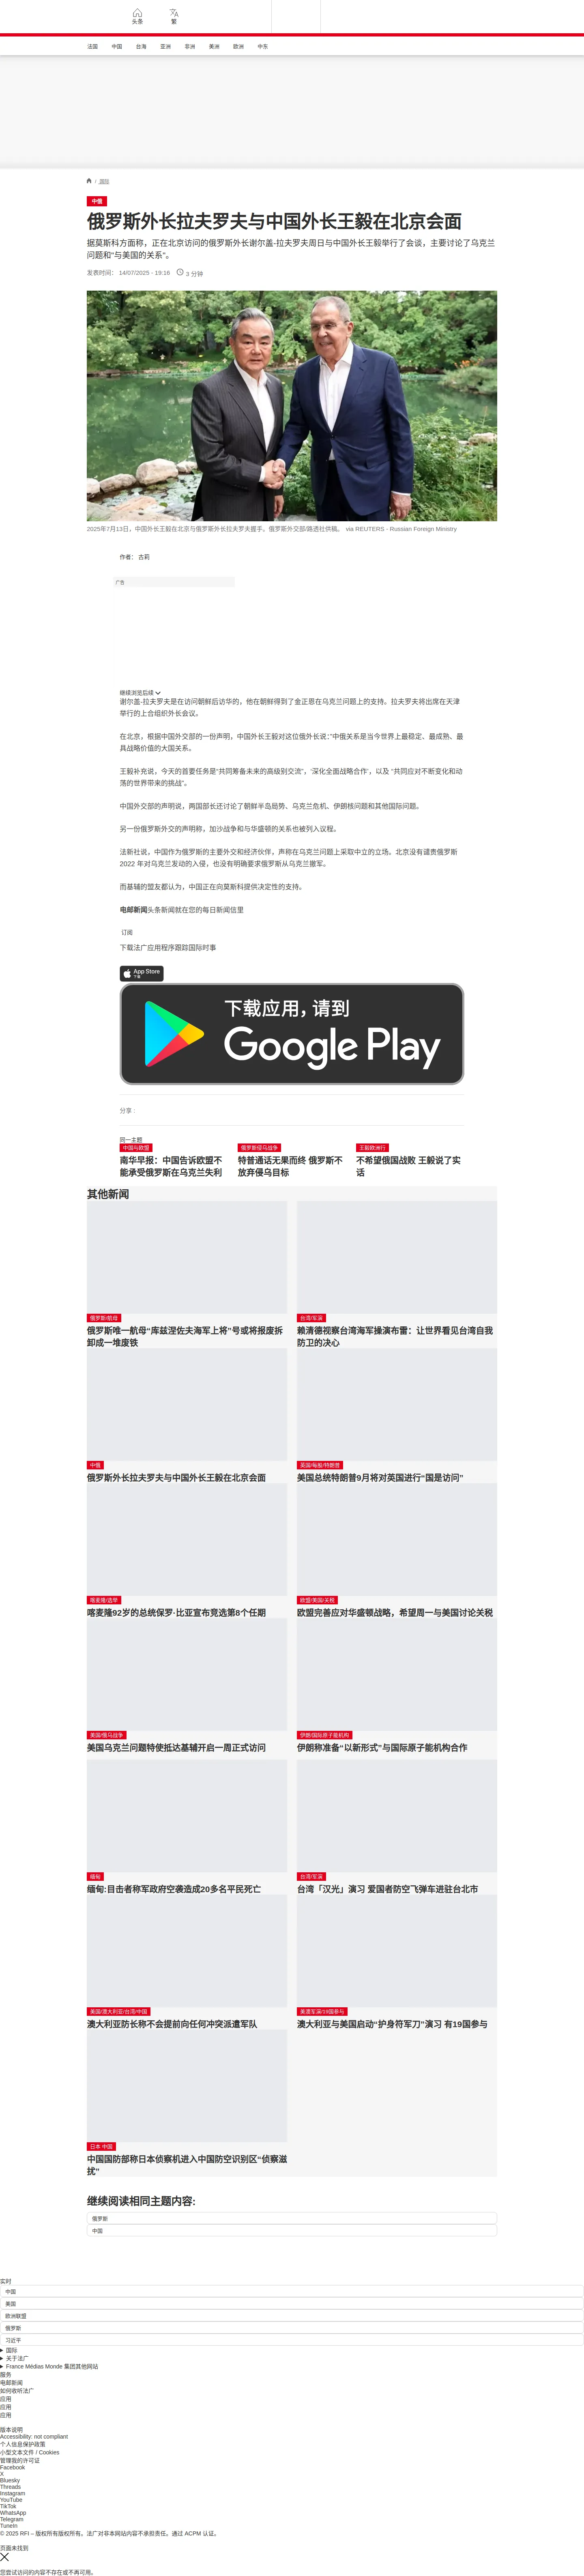 头条
繁
法国
中国
台海
亚洲
非洲
美洲
欧洲
中东
/ 国际
中俄
俄罗斯外长拉夫罗夫与中国外长王毅在北京会面
据莫斯科方面称，正在北京访问的俄罗斯外长谢尔盖-拉夫罗夫周日与中国外长王毅举行了会谈，主要讨论了乌克兰
问题和“与美国的关系”。
发表时间： 14/07/2025 - 19:16
3 分钟
2025年7月13日，中国外长王毅在北京与俄罗斯外长拉夫罗夫握手。俄罗斯外交部/路透社供稿。 via REUTERS - Russian Foreign Ministry
作者： 古莉
广告
继续浏览后续
谢尔盖-拉夫罗夫是在访问朝鲜后访华的，他在朝鲜得到了金正恩在乌克兰问题上的支持。拉夫罗夫将出席在天津
举行的上合组织外长会议。
在北京，根据中国外交部的一份声明，中国外长王毅对这位俄外长说：“中俄关系是当今世界上最稳定、最成熟、最
具战略价值的大国关系。
王毅补充说，今天的首要任务是“共同筹备未来的高级别交流”，‘深化全面战略合作’，以及 “共同应对不断变化和动
荡的世界带来的挑战”。
中国外交部的声明说，两国部长还讨论了朝鲜半岛局势、乌克兰危机、伊朗核问题和其他国际问题。
另一份俄罗斯外交的声明称，加沙战争和与华盛顿的关系也被列入议程。
法新社说，中国作为俄罗斯的主要外交和经济伙伴，声称在乌克兰问题上采取中立的立场。北京没有谴责俄罗斯
2022 年对乌克兰发动的入侵，也没有明确要求俄罗斯从乌克兰撤军。
而基辅的盟友都认为，中国正在向莫斯科提供决定性的支持。
电邮新闻头条新闻就在您的每日新闻信里
订阅
下载法广应用程序跟踪国际时事
App Store
下载
下载应用，请到
Google Play
分享 :
同一主题
中国与欧盟
南华早报：中国告诉欧盟不
能承受俄罗斯在乌克兰失利
俄罗斯侵乌战争
特普通话无果而终 俄罗斯不
放弃侵乌目标
王毅欧洲行
不希望俄国战败 王毅说了实
话
其他新闻
俄罗斯/航母
俄罗斯唯一航母“库兹涅佐夫海军上将”号或将报废拆
卸成一堆废铁
台湾/军演
赖清德视察台湾海军操演布雷：让世界看见台湾自我
防卫的决心
中俄
俄罗斯外长拉夫罗夫与中国外长王毅在北京会面
英国/每股/特朗普
美国总统特朗普9月将对英国进行“国是访问”
喀麦隆/选举
喀麦隆92岁的总统保罗·比亚宣布竞选第8个任期
欧盟/美国/关税
欧盟完善应对华盛顿战略，希望周一与美国讨论关税
美国/俄乌战争
美国乌克兰问题特使抵达基辅开启一周正式访问
伊朗/国际原子能机构
伊朗称准备“以新形式”与国际原子能机构合作
缅甸
缅甸:目击者称军政府空袭造成20多名平民死亡
台湾/军演
台湾「汉光」演习 爱国者防空飞弹车进驻台北市
美国/澳大利亚/台湾/中国
澳大利亚防长称不会提前向任何冲突派遣军队
美澳军演/19国参与
澳大利亚与美国启动“护身符军刀”演习 有19国参与
日本 中国
中国国防部称日本侦察机进入中国防空识别区“侦察滋
扰”
继续阅读相同主题内容:
俄罗斯
中国
实时
中国
美国
欧洲联盟
俄罗斯
习近平
国际
关于法广
France Médias Monde 集团其他网站
服务
电邮新闻
如何收听法广
应用
应用
应用
版本说明
Accessibility: not compliant
个人信息保护政策
小型文本文件 / Cookies
管理我的许可证
Facebook
X
Bluesky
Threads
Instagram
YouTube
TikTok
WhatsApp
Telegram
TuneIn
© 2025 RFI – 版权所有版权所有。法广对非本网站内容不承担责任。通过 ACPM 认证。
页面未找到
您尝试访问的内容不存在或不再可用。